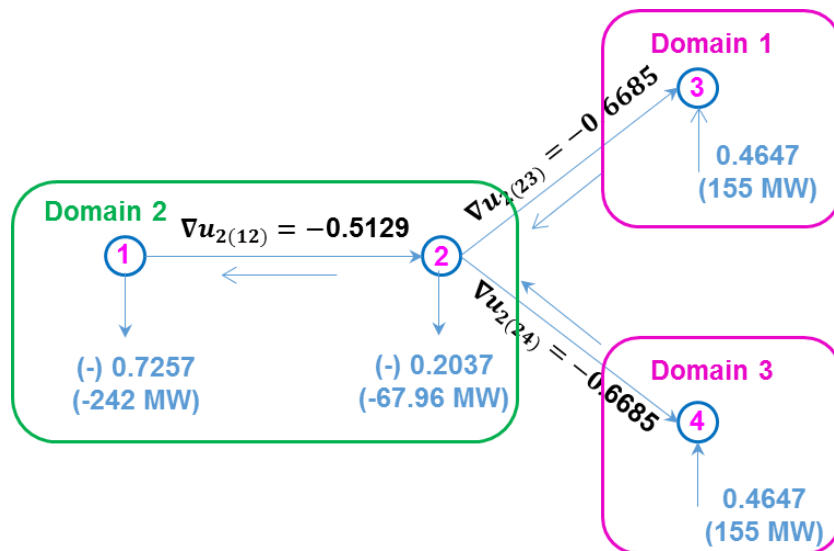 Domain 1
3
0.4647
(155 MW)
∇u₂₍₂₃₎ = −0.6685
Domain 2
∇u₂₍₁₂₎ = −0.5129
1
2
(-) 0.7257
(-242 MW)
(-) 0.2037
(-67.96 MW)
∇u₂₍₂₄₎ = −0.6685
Domain 3
4
0.4647
(155 MW)